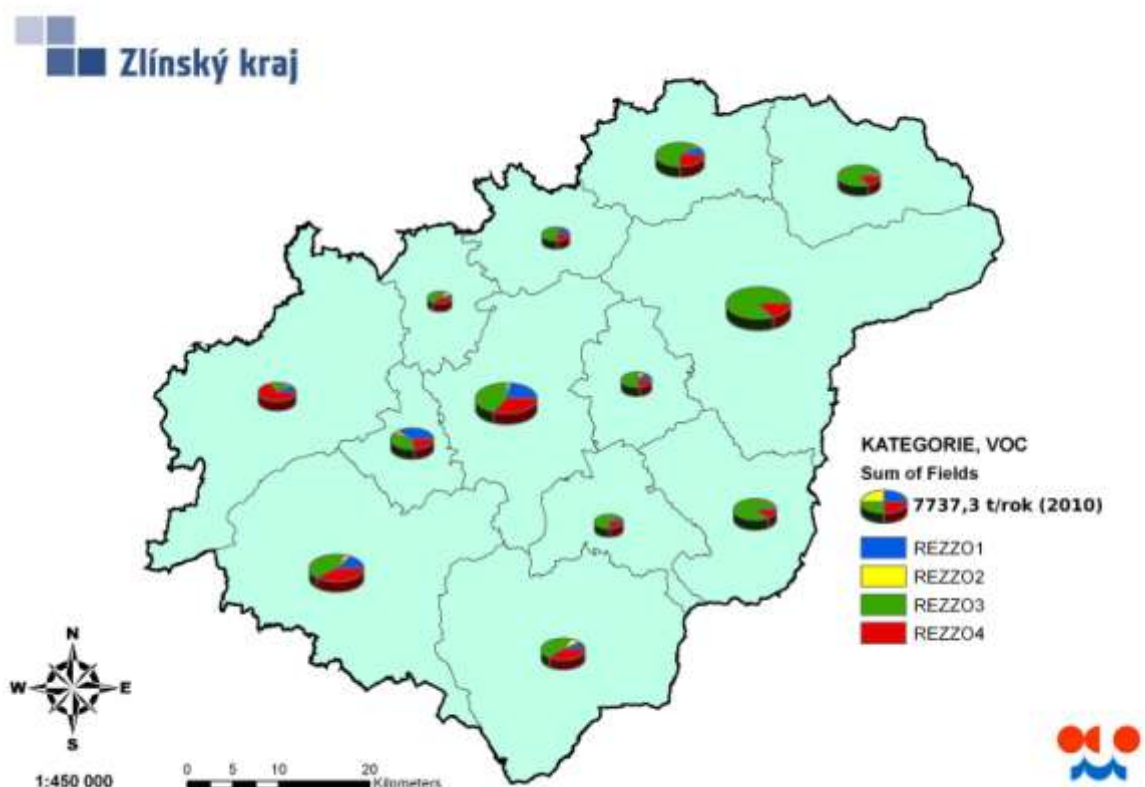 Zlínský kraj
KATEGORIE, VOC
Sum of Fields
7737,3 t/rok (2010)
REZZO1
REZZO2
REZZO3
REZZO4
N
W E
S
1:450 000
0 5 10 20
Kilometers